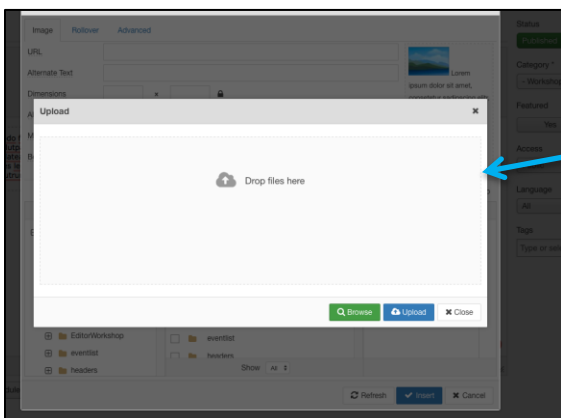 Image Rollover Advanced
URL
Alternate Text
Dimensions x
Lorem
ipsum dolor sit amet,
Upload ×
Drop files here
Browse Upload Close
EditorWorkshop
eventlist
headers
eventlist
headers
Show All
Refresh Insert Cancel
Status
Published
Category *
- Workshop
Featured
Yes
Access
Language
All
Tags
Type or sele